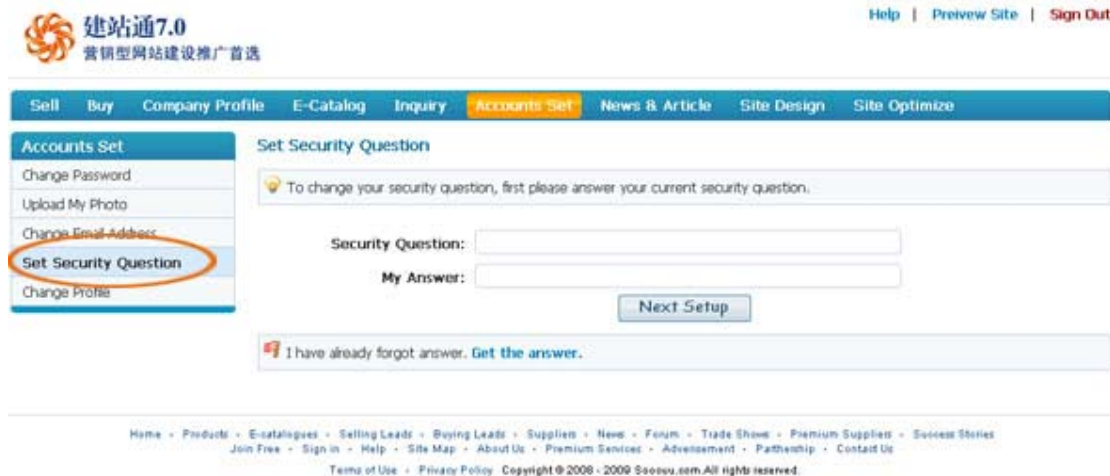 Help | Preivew Site | Sign Out
建站通7.0
营销型网站建设推广首选
Sell Buy Company Profile E-Catalog Inquiry Accounts Set News & Article Site Design Site Optimize
Accounts Set
Change Password
Upload My Photo
Change Email Address
Set Security Question
Change Profile
Set Security Question
To change your security question, first please answer your current security question.
Security Question:
My Answer:
Next Setup
I have already forgot answer. Get the answer.
Home - Products - E-catalogues - Selling Leads - Buying Leads - Suppliers - News - Forum - Trade Shows - Premium Suppliers - Success Stories
Join Free - Sign in - Help - Site Map - About Us - Premium Services - Advertisement - Parthership - Contact Us
Terms of Use - Privacy Policy Copyright © 2008 - 2009 Sooouu.com.All rights reserved.